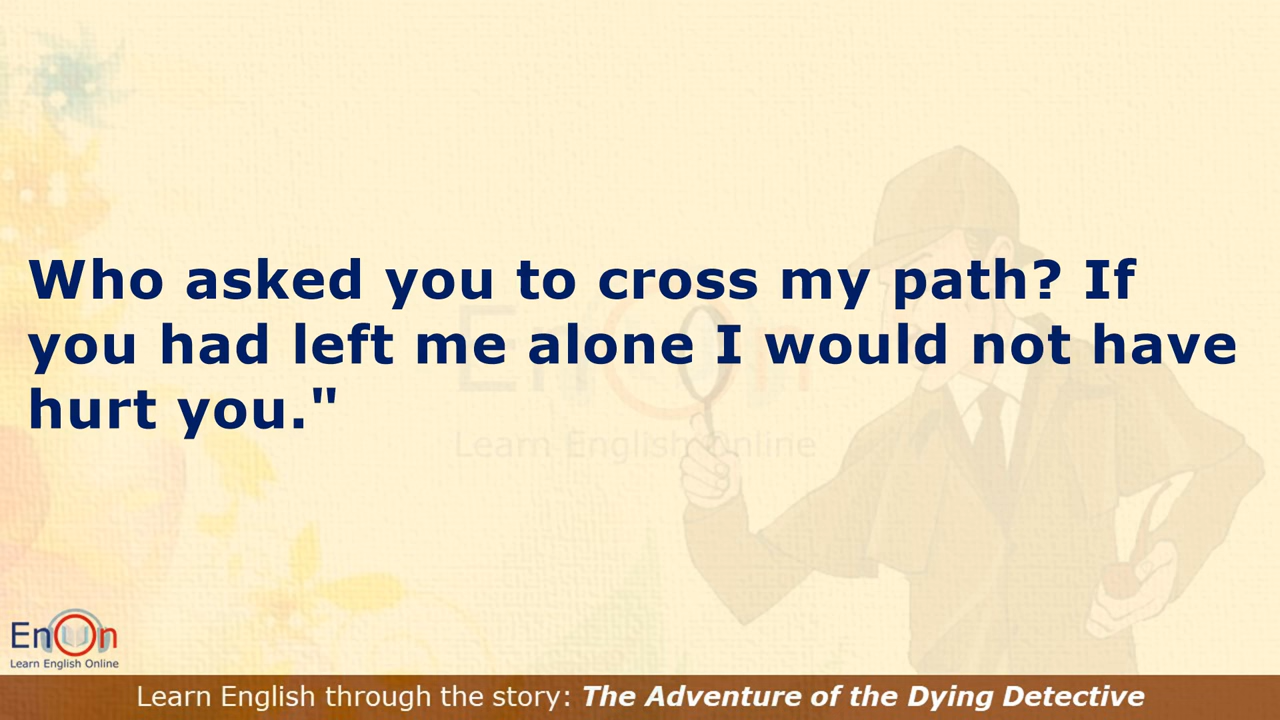 Who asked you to cross my path? If
you had left me alone I would not have
hurt you."
EnOn
Learn English Online
EnOn
Learn English Online
Learn English through the story: The Adventure of the Dying Detective